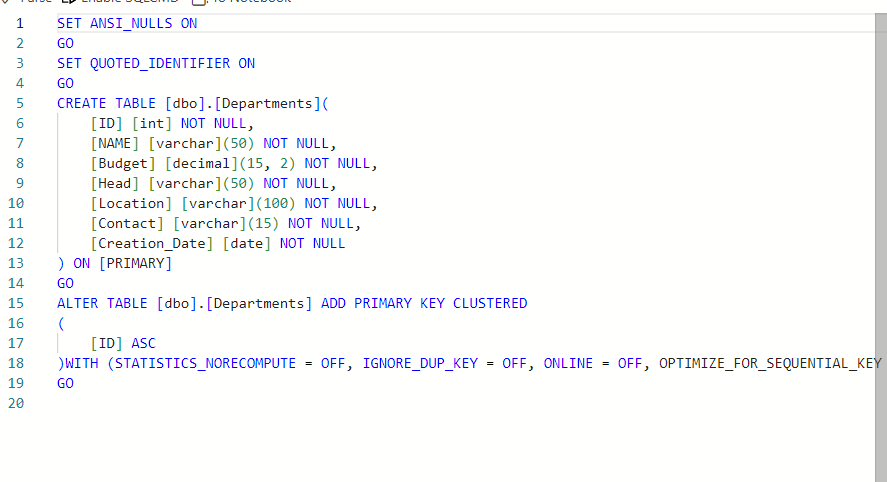 Parse Enable SQLCMD To Notebook
1 SET ANSI_NULLS ON
2 GO
3 SET QUOTED_IDENTIFIER ON
4 GO
5 CREATE TABLE [dbo].[Departments](
6 [ID] [int] NOT NULL,
7 [NAME] [varchar](50) NOT NULL,
8 [Budget] [decimal](15, 2) NOT NULL,
9 [Head] [varchar](50) NOT NULL,
10 [Location] [varchar](100) NOT NULL,
11 [Contact] [varchar](15) NOT NULL,
12 [Creation_Date] [date] NOT NULL
13 ) ON [PRIMARY]
14 GO
15 ALTER TABLE [dbo].[Departments] ADD PRIMARY KEY CLUSTERED
16 (
17 [ID] ASC
18 )WITH (STATISTICS_NORECOMPUTE = OFF, IGNORE_DUP_KEY = OFF, ONLINE = OFF, OPTIMIZE_FOR_SEQUENTIAL_KEY
19 GO
20